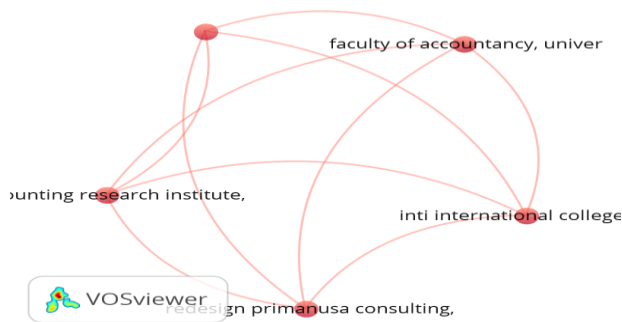 faculty of accountancy, univer
ounting research institute,
inti international college
VOSviewer
redesign primanusa consulting,